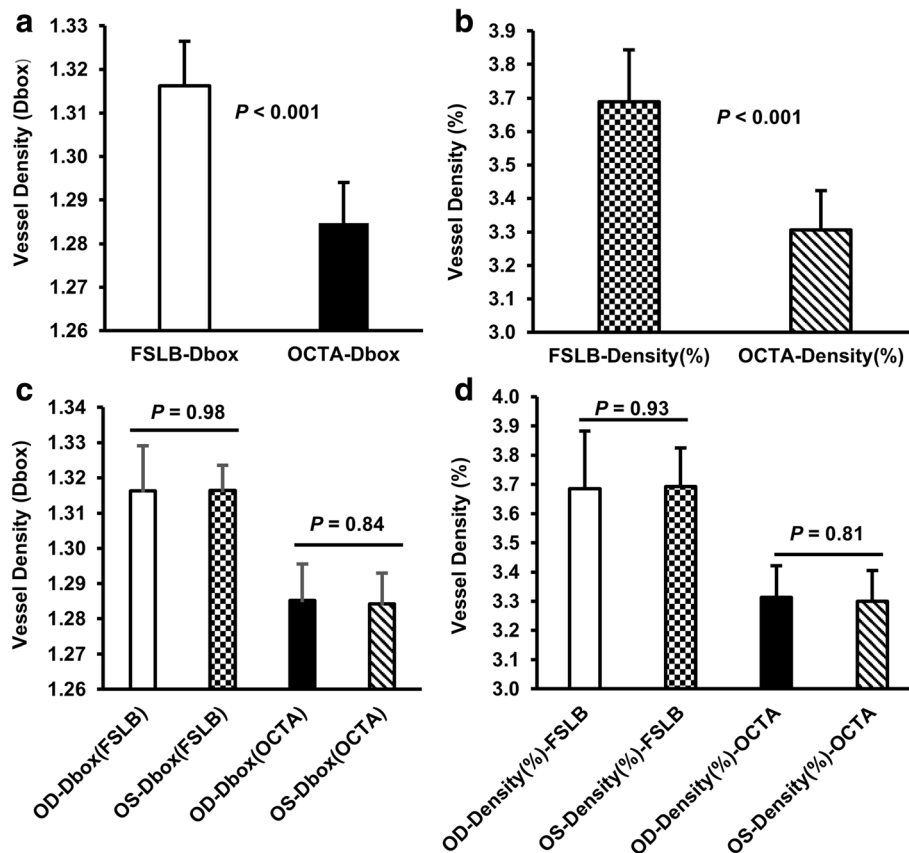 a
Vessel Density (Dbox)
1.33
1.32
1.31
1.30
1.29
1.28
1.27
1.26
P < 0.001
FSLB-Dbox
OCTA-Dbox
b
Vessel Density (%)
3.9
3.8
3.7
3.6
3.5
3.4
3.3
3.2
3.1
3.0
P < 0.001
FSLB-Density(%)
OCTA-Density(%)
c
Vessel Density (Dbox)
1.34
1.33
1.32
1.31
1.30
1.29
1.28
1.27
1.26
P = 0.98
P = 0.84
OD-Dbox(FSLB)
OS-Dbox(FSLB)
OD-Dbox(OCTA)
OS-Dbox(OCTA)
d
Vessel Density (%)
4.0
3.9
3.8
3.7
3.6
3.5
3.4
3.3
3.2
3.1
3.0
P = 0.93
P = 0.81
OD-Density(%)-FSLB
OS-Density(%)-FSLB
OD-Density(%)-OCTA
OS-Density(%)-OCTA